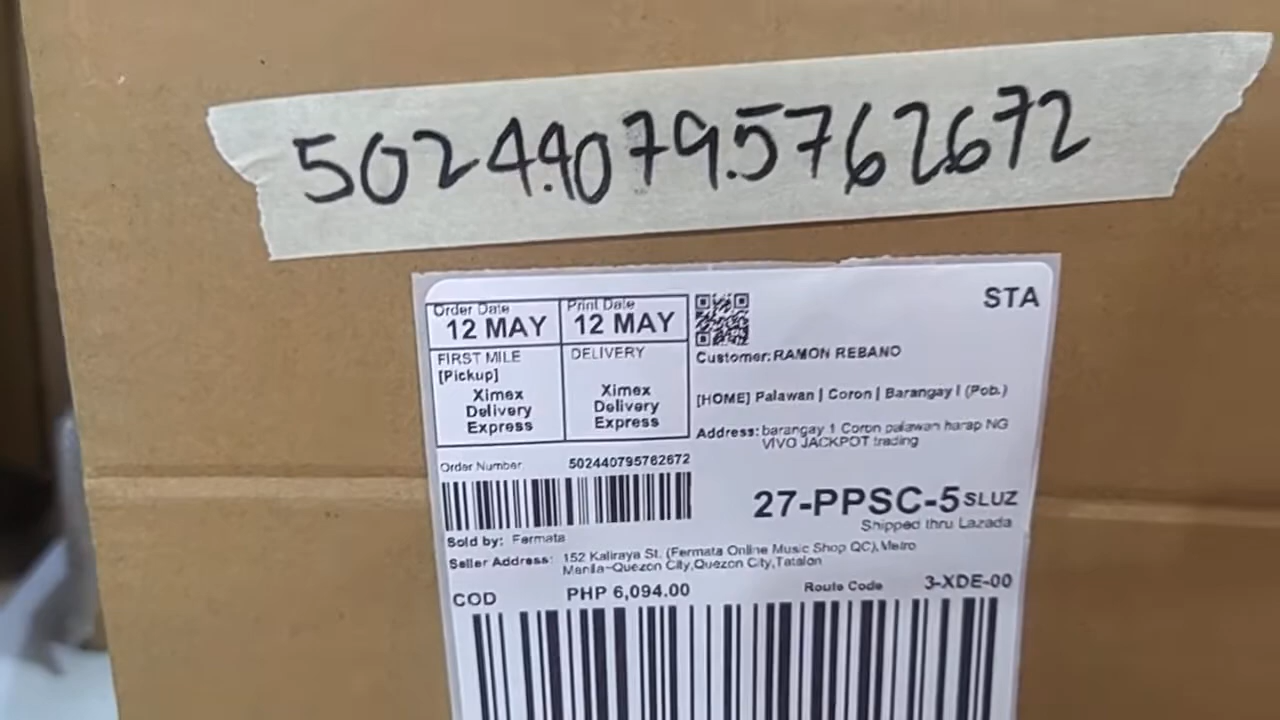 502440795762672
STA
Order Date
12 MAY
Print Date
12 MAY
FIRST MILE
[Pickup]
Ximex
Delivery
Express
DELIVERY
Ximex
Delivery
Express
Customer: RAMON REBANO
[HOME] Palawan | Coron | Barangay I (Pob.)
Address: barangay 1 Coron palawan harap NG
VIVO JACKPOT trading
Order Number 502440795762672
27-PPSC-5 SLUZ
Shipped thru Lazada
Sold by: Fermata
Seller Address: 152 Kaliraya St. (Fermata Online Music Shop QC),Metro
Manila~Quezon City,Quezon City,Tatalon
COD PHP 6,094.00 Route Code 3-XDE-00